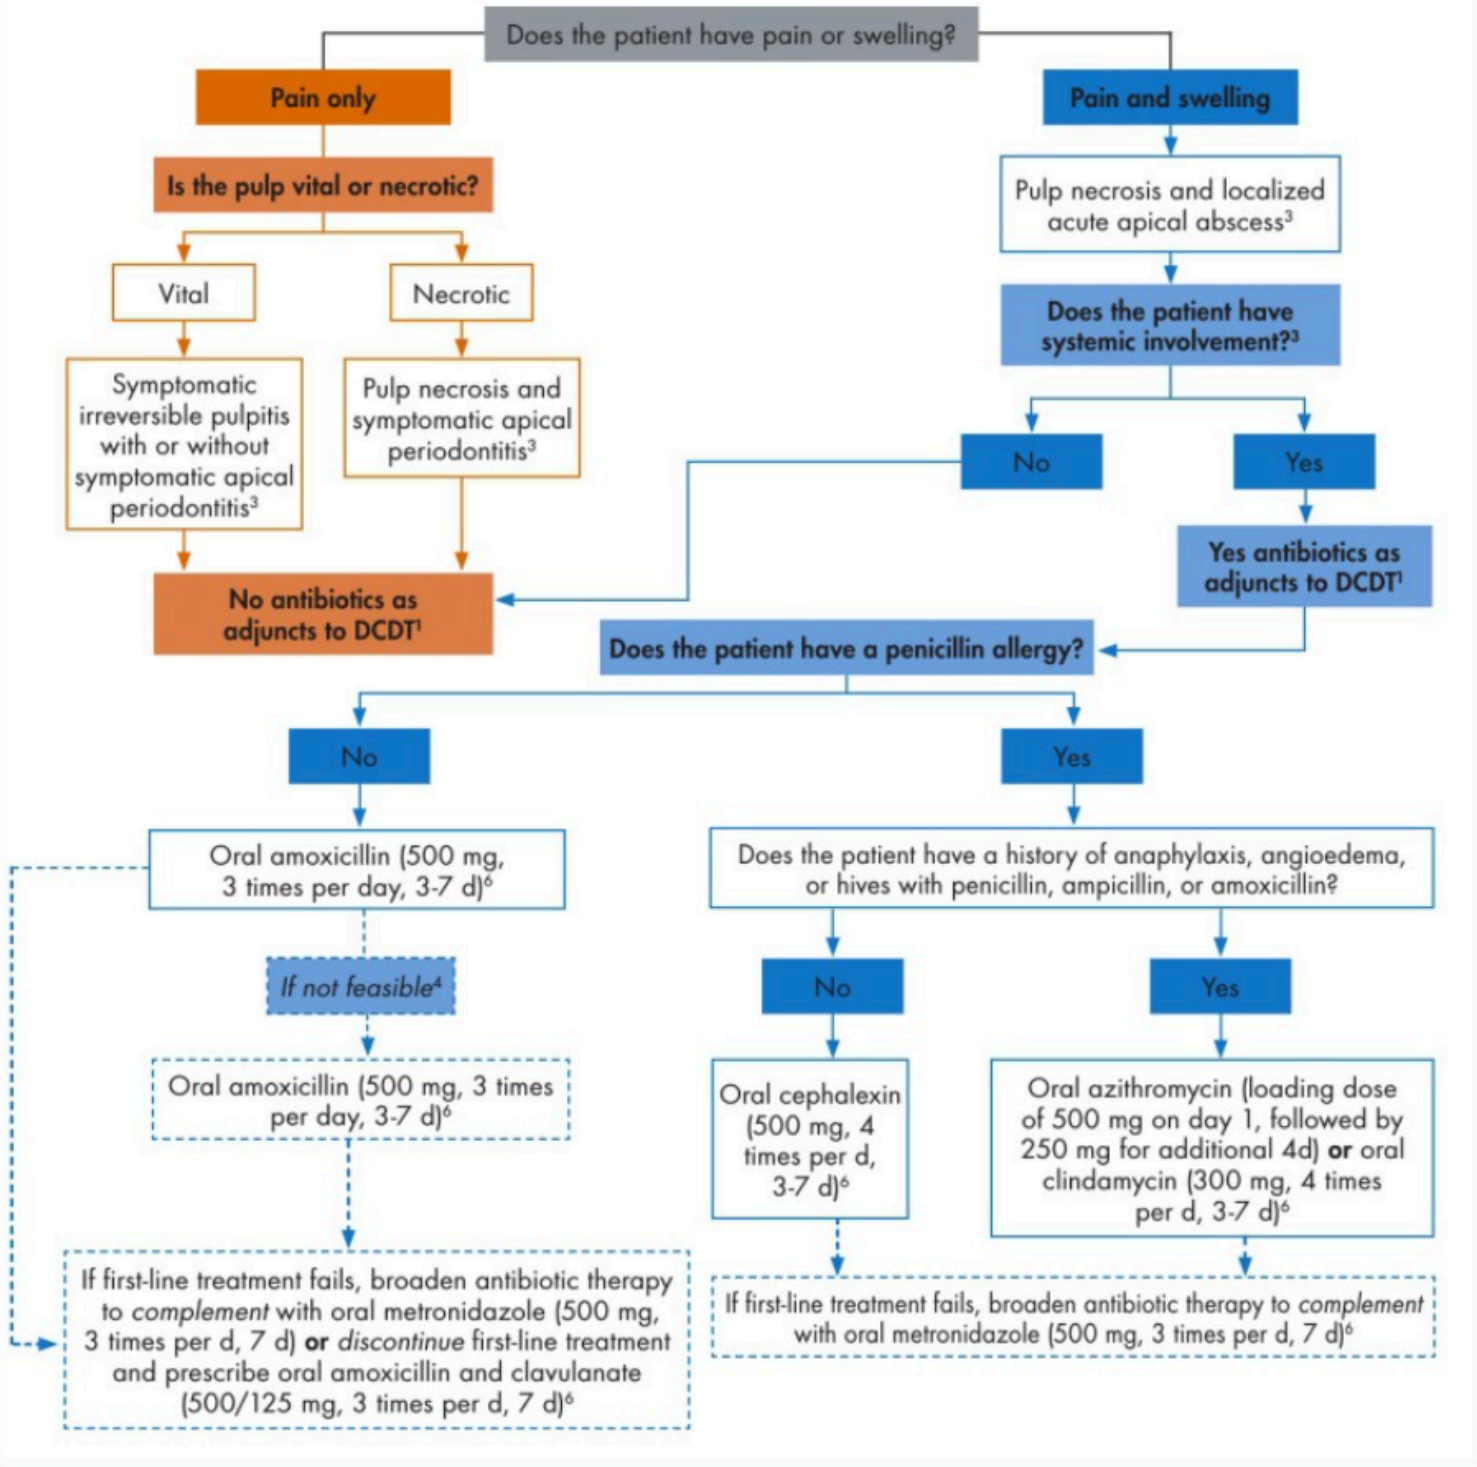 Does the patient have pain or swelling?
Pain only
Pain and swelling
Is the pulp vital or necrotic?
Vital
Necrotic
Symptomatic
irreversible pulpitis
with or without
symptomatic apical
periodontitis³
Pulp necrosis and
symptomatic apical
periodontitis³
Pulp necrosis and localized
acute apical abscess³
Does the patient have
systemic involvement?³
No
Yes
No antibiotics as
adjuncts to DCDT¹
Yes antibiotics as
adjuncts to DCDT¹
Does the patient have a penicillin allergy?
No
Yes
Oral amoxicillin (500 mg,
3 times per day, 3-7 d)⁶
If not feasible⁴
Oral amoxicillin (500 mg, 3 times
per day, 3-7 d)⁶
If first-line treatment fails, broaden antibiotic therapy
to complement with oral metronidazole (500 mg,
3 times per d, 7 d) or discontinue first-line treatment
and prescribe oral amoxicillin and clavulanate
(500/125 mg, 3 times per d, 7 d)⁶
Does the patient have a history of anaphylaxis, angioedema,
or hives with penicillin, ampicillin, or amoxicillin?
No
Yes
Oral cephalexin
(500 mg, 4
times per d,
3-7 d)⁶
Oral azithromycin (loading dose
of 500 mg on day 1, followed by
250 mg for additional 4d) or oral
clindamycin (300 mg, 4 times
per d, 3-7 d)⁶
If first-line treatment fails, broaden antibiotic therapy to complement
with oral metronidazole (500 mg, 3 times per d, 7 d)⁶